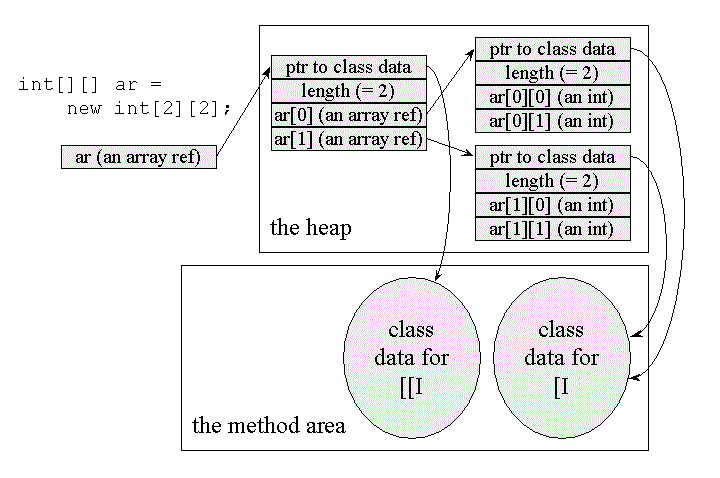 int[][] ar =
new int[2][2];
ar (an array ref)
ptr to class data
length (= 2)
ar[0] (an array ref)
ar[1] (an array ref)
ptr to class data
length (= 2)
ar[0][0] (an int)
ar[0][1] (an int)
ptr to class data
length (= 2)
ar[1][0] (an int)
ar[1][1] (an int)
the heap
class
data for
[[I
class
data for
[I
the method area